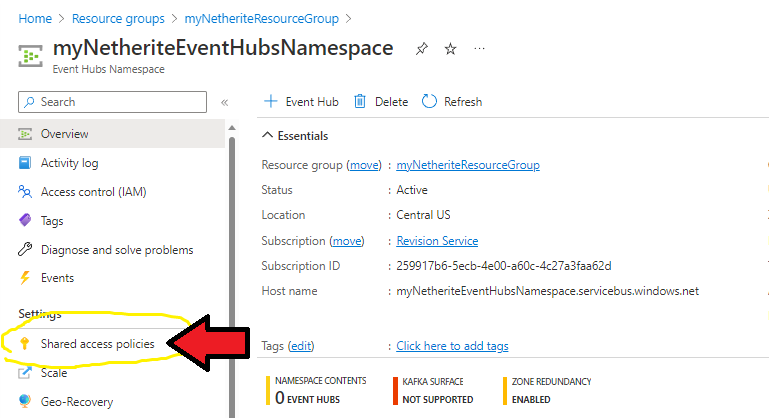 Home > Resource groups > myNetheriteResourceGroup >
myNetheriteEventHubsNamespace
Event Hubs Namespace
Search
«
+ Event Hub Delete Refresh
Overview
Activity log
Access control (IAM)
Tags
Diagnose and solve problems
Events
Settings
Shared access policies
Scale
Geo-Recovery
Essentials
Resource group (move) : myNetheriteResourceGroup
Status : Active
Location : Central US
Subscription (move) : Revision Service
Subscription ID : 259917b6-5ecb-4e00-a60c-4c27a3faa62d
Host name : myNetheriteEventHubsNamespace.servicebus.windows.net
Tags (edit) : Click here to add tags
NAMESPACE CONTENTS
0 EVENT HUBS
KAFKA SURFACE
NOT SUPPORTED
ZONE REDUNDANCY
ENABLED